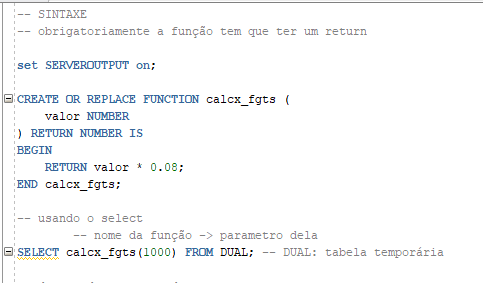 -- SINTAXE
-- obrigatoriamente a função tem que ter um return
set SERVEROUTPUT on;
CREATE OR REPLACE FUNCTION calcx_fgts (
valor NUMBER
) RETURN NUMBER IS
BEGIN
RETURN valor * 0.08;
END calcx_fgts;
-- usando o select
-- nome da função -> parametro dela
SELECT calcx_fgts(1000) FROM DUAL; -- DUAL: tabela temporária